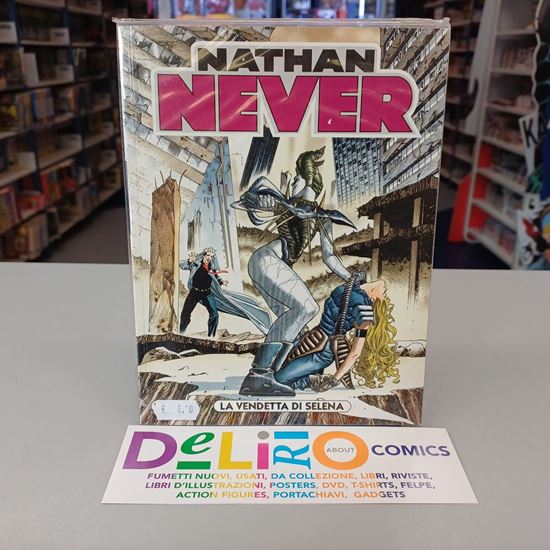 NATHAN
NEVER
LA VENDETTA DI SELENA
DeLiRiO ABOUT COMICS
FUMETTI NUOVI, USATI, DA COLLEZIONE, LIBRI, RIVISTE,
LIBRI D'ILLUSTRAZIONI, POSTERS, DVD, T-SHIRTS, FELPE,
ACTION FIGURES, PORTACHIAVI, GADGETS